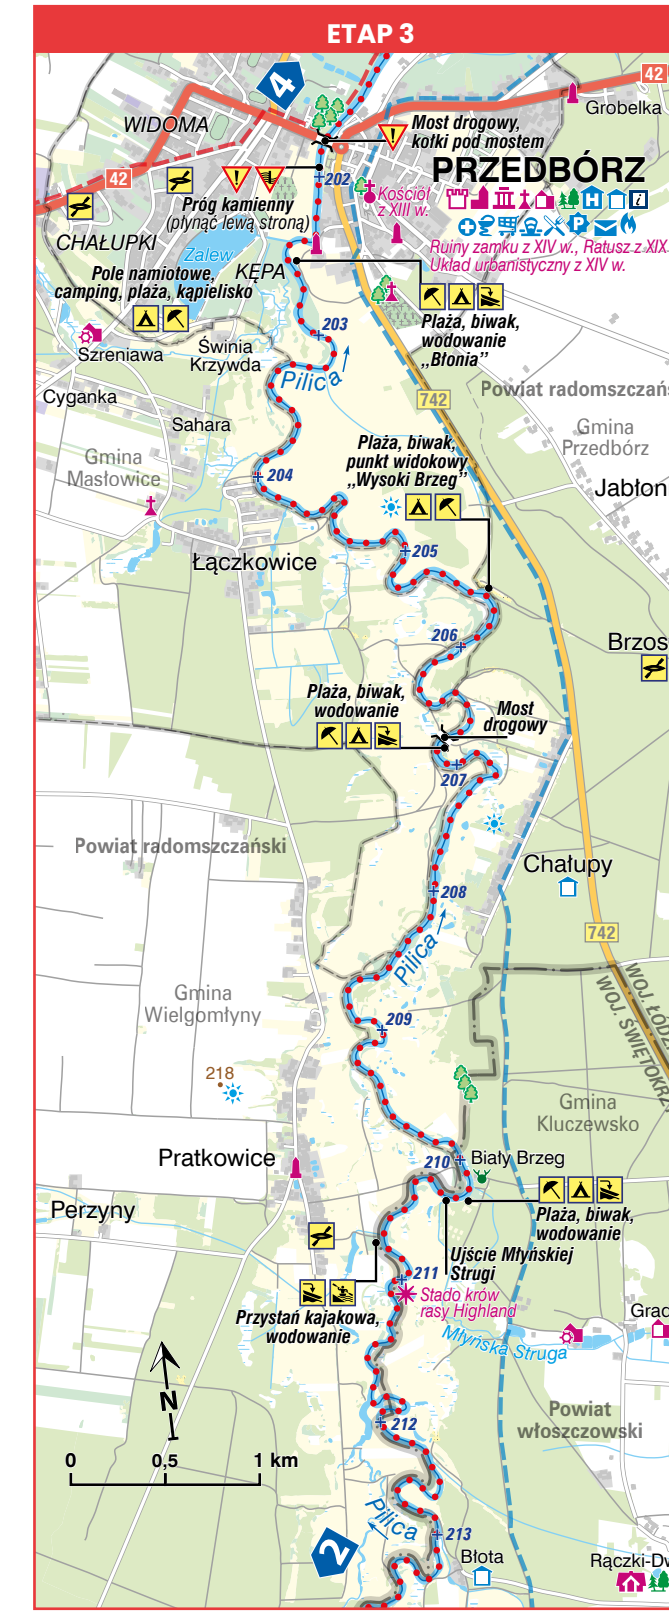 ETAP 3
4
42
WIDOMA
Most drogowy,
kołki pod mostem
Grobelka
PRZEDBÓRZ
42
202
Próg kamienny
(płynąć lewą stroną)
Kościół
z XIII w.
CHAŁUPKI
Zalew
KĘPA
Ruiny zamku z XIV w., Ratusz z XIX
Układ urbanistyczny z XIV w.
Pole namiotowe,
camping, plaża, kąpielisko
Plaża, biwak,
wodowanie
„Błonia”
203
Szreniawa
Świnia
Krzywda
Pilica
Cyganka
742
Powiat radomszczań
Sahara
Gmina
Przedbórz
Gmina
Masłowice
Plaża, biwak,
punkt widokowy
„Wysoki Brzeg”
204
Jabłon
205
Łączkowice
206
Brzos
Plaża, biwak,
wodowanie
Most
drogowy
207
Powiat radomszczański
Chałupy
208
742
Pilica
WOJ. ŁÓDZ
WOJ. ŚWIĘTOKRZ
Gmina
Wielgomłyny
209
218
Gmina
Kluczewsko
Pratkowice
210
Biały Brzeg
Perzyny
Plaża, biwak,
wodowanie
Ujście Młyńskiej
Strugi
211
Stado krów
rasy Highland
Przystań kajakowa,
wodowanie
Młyńska Struga
Grad
N
212
Powiat
włoszczowski
0 0,5 1 km
Pilica
213
2
Błota
Rączki-Dw